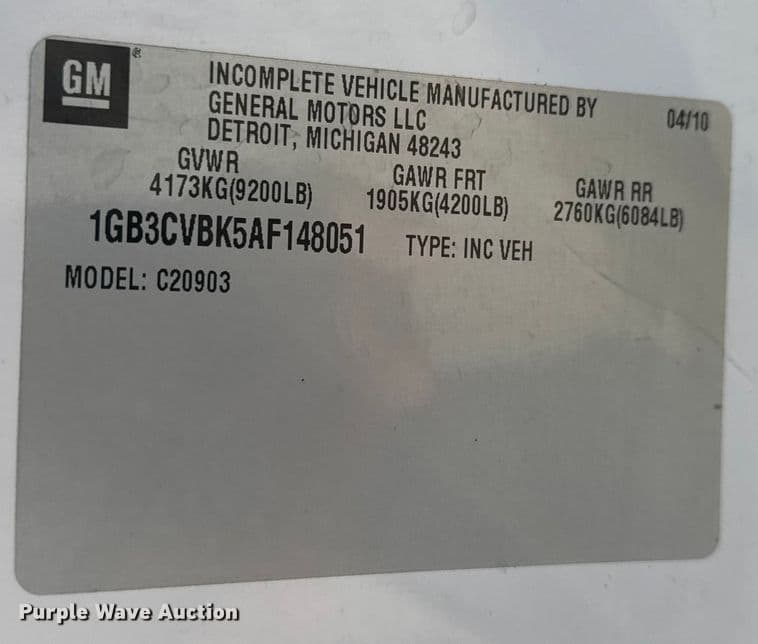 GM
®
INCOMPLETE VEHICLE MANUFACTURED BY
GENERAL MOTORS LLC
DETROIT, MICHIGAN 48243
04/10
GVWR
4173KG(9200LB)
GAWR FRT
1905KG(4200LB)
GAWR RR
2760KG(6084LB)
1GB3CVBK5AF148051
TYPE: INC VEH
MODEL: C20903
Purple Wave Auction